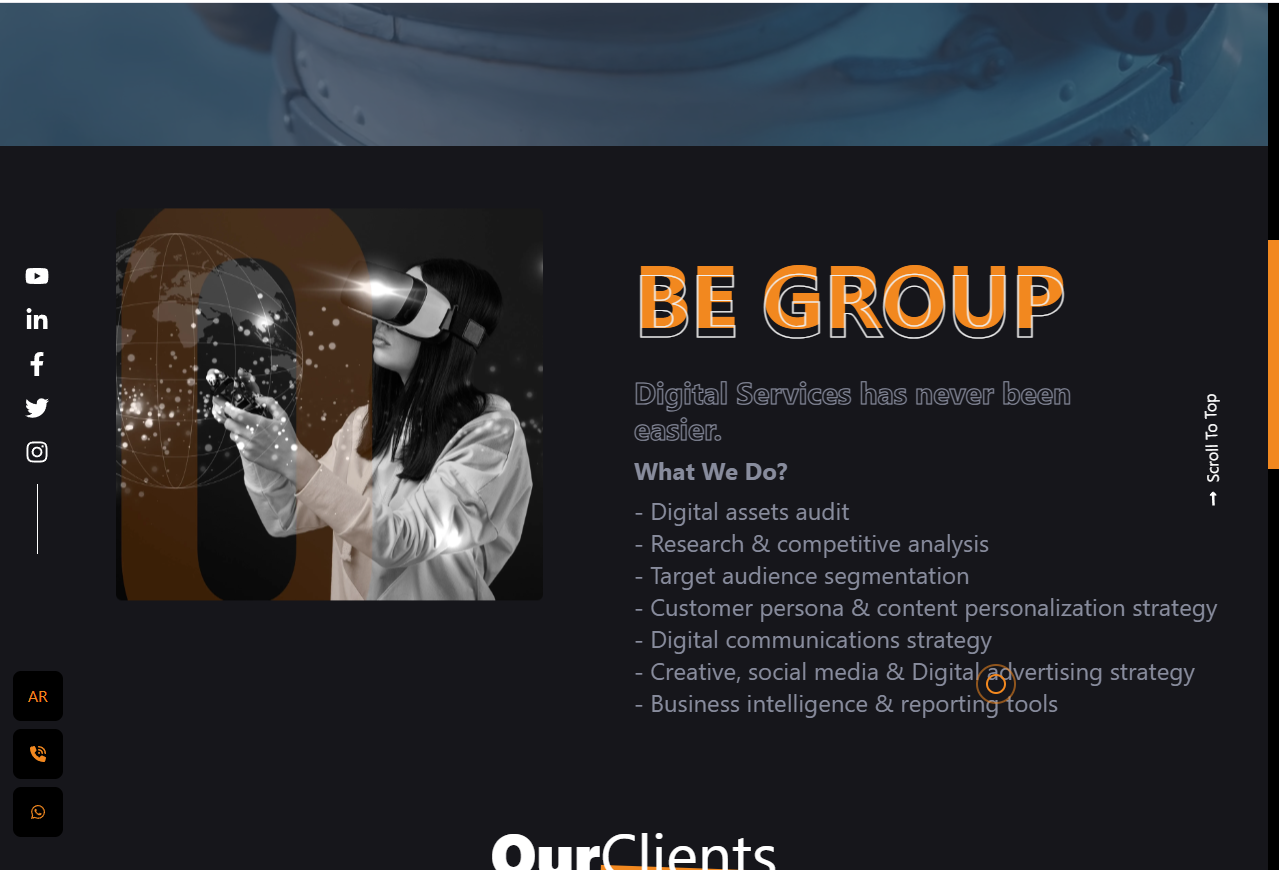 BE GROUP
Digital Services has never been
easier.
What We Do?
- Digital assets audit
- Research & competitive analysis
- Target audience segmentation
- Customer persona & content personalization strategy
- Digital communications strategy
- Creative, social media & Digital advertising strategy
- Business intelligence & reporting tools
Scroll To Top
AR
OurClients